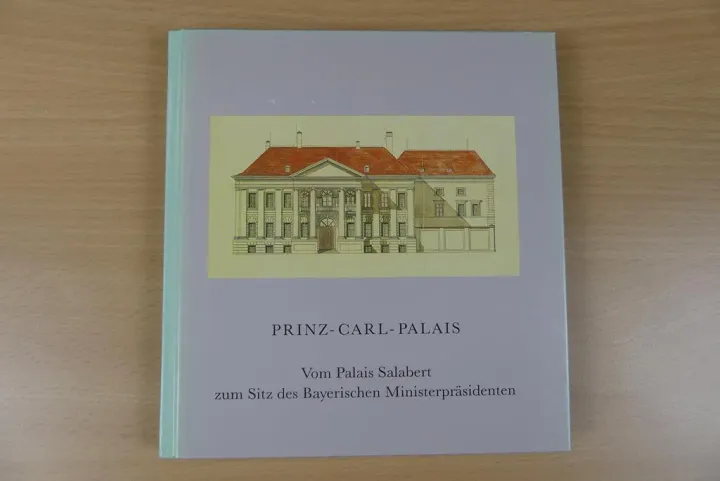 PRINZ-CARL-PALAIS
Vom Palais Salabert
zum Sitz des Bayerischen Ministerpräsidenten